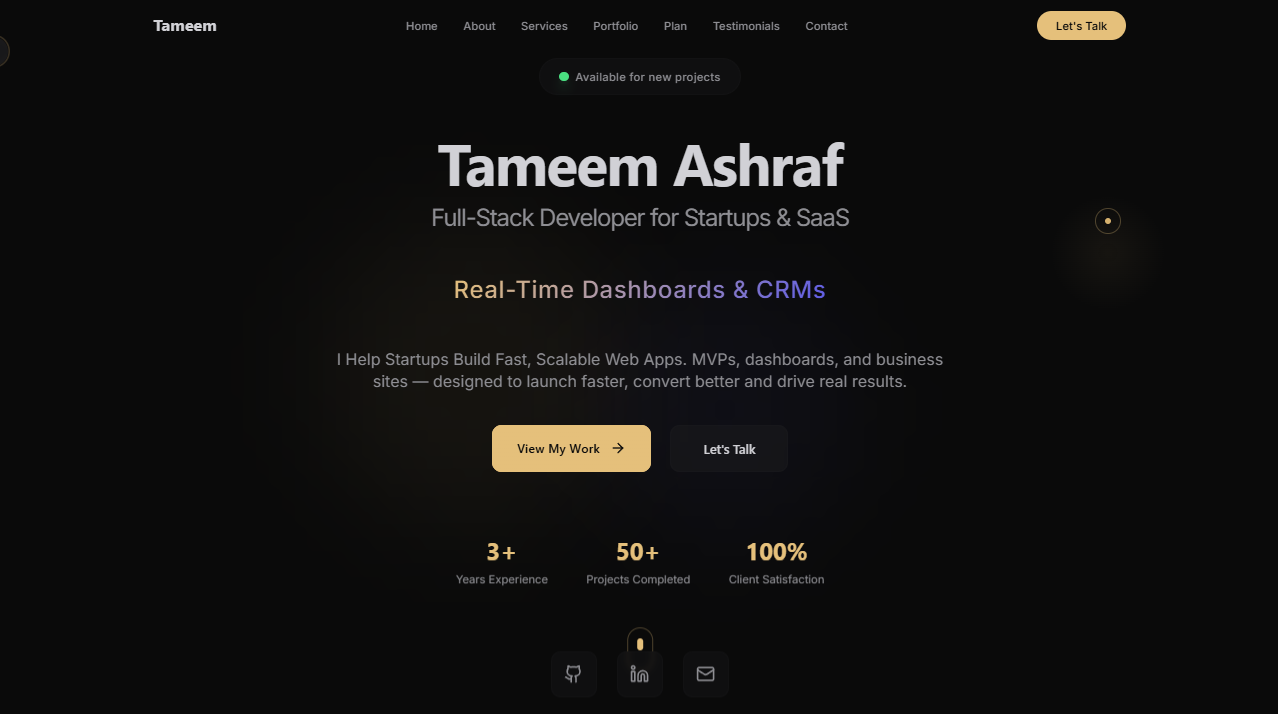 Tameem
Home About Services Portfolio Plan Testimonials Contact
Let's Talk
Available for new projects
Tameem Ashraf
Full-Stack Developer for Startups & SaaS
Real-Time Dashboards & CRMs
I Help Startups Build Fast, Scalable Web Apps. MVPs, dashboards, and business
sites — designed to launch faster, convert better and drive real results.
View My Work
Let's Talk
3+ 50+ 100%
Years Experience Projects Completed Client Satisfaction